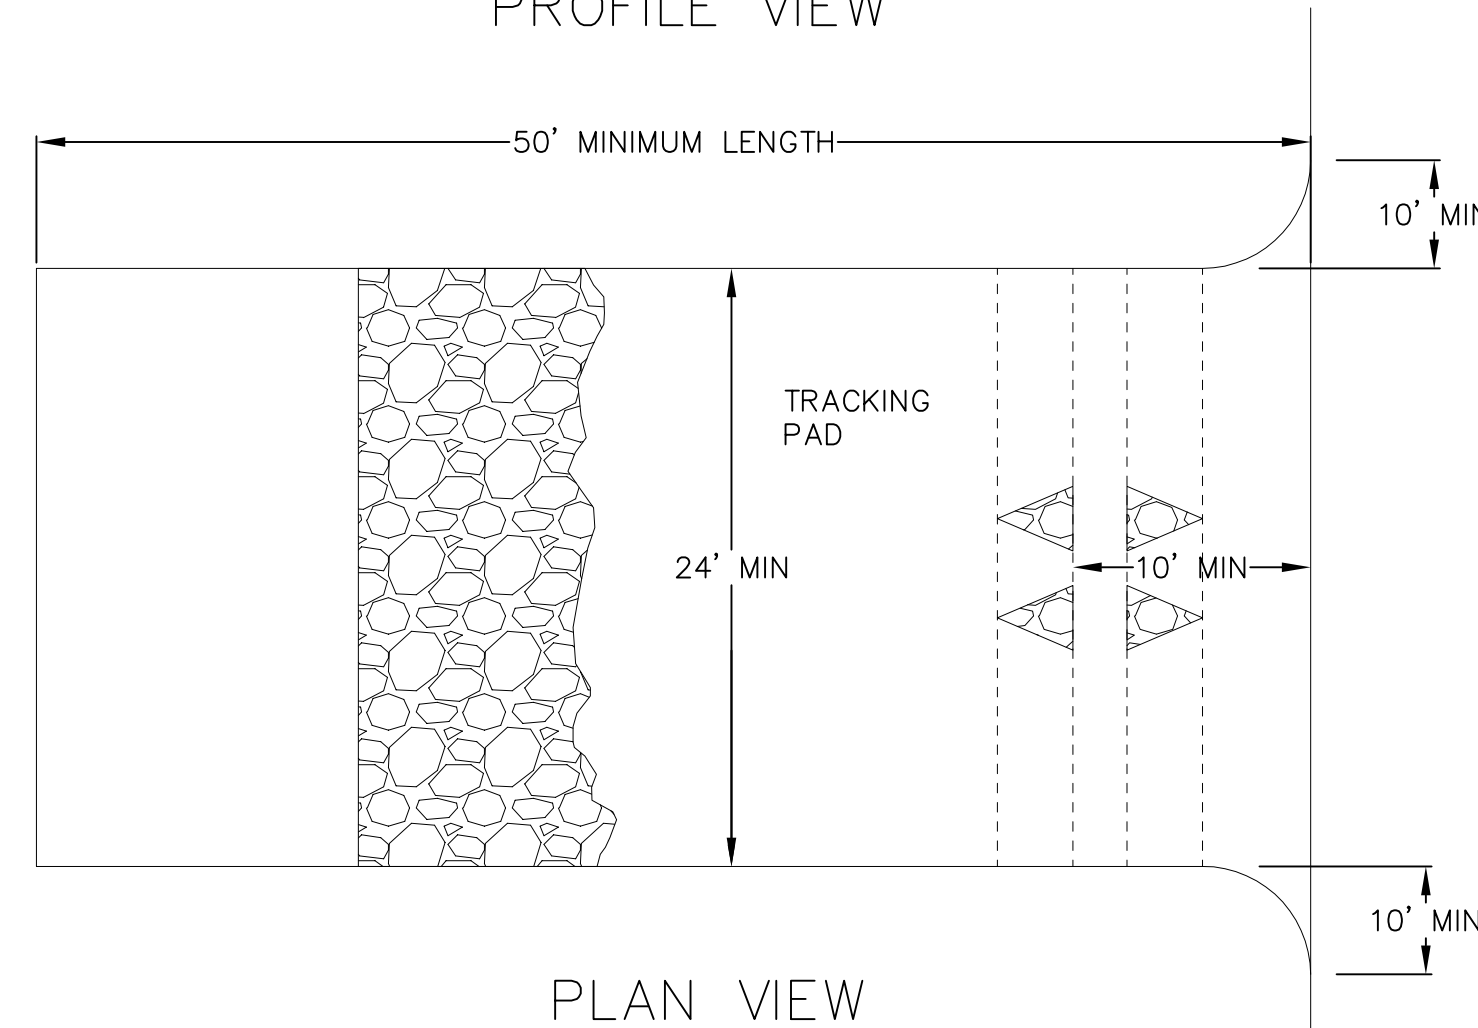 PROFILE VIEW
50' MINIMUM LENGTH
10' MIN
TRACKING
PAD
24' MIN
10' MIN
10' MIN
PLAN VIEW